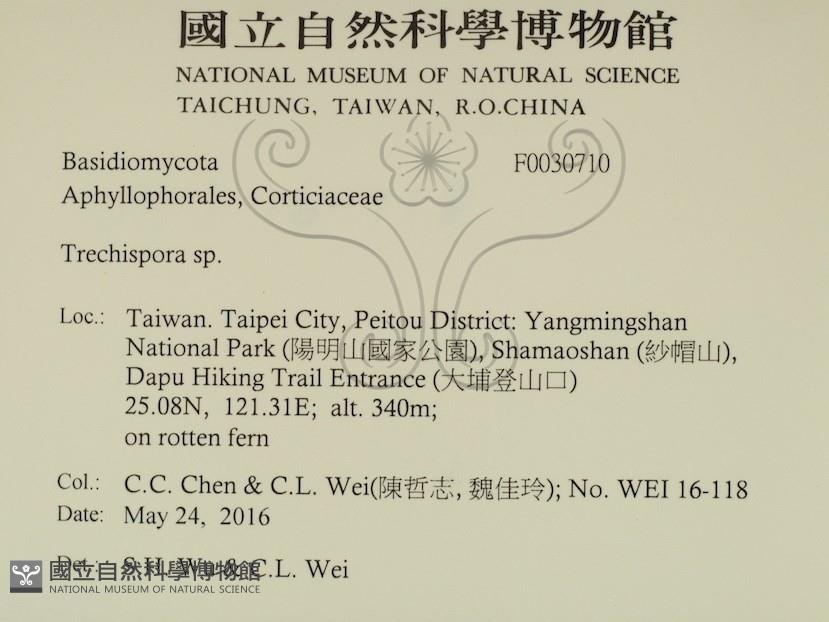 國立自然科學博物館
NATIONAL MUSEUM OF NATURAL SCIENCE
TAICHUNG, TAIWAN, R.O.CHINA
Basidiomycota F0030710
Aphyllophorales, Corticiaceae
Trechispora sp.
Loc.: Taiwan. Taipei City, Peitou District: Yangmingshan
National Park (陽明山國家公園), Shamaoshan (紗帽山),
Dapu Hiking Trail Entrance (大埔登山口)
25.08N, 121.31E; alt. 340m;
on rotten fern
Col.: C.C. Chen & C.L. Wei(陳哲志, 魏佳玲); No. WEI 16-118
Date: May 24, 2016
Det.: S.H. Wu & C.L. Wei
國立自然科學博物館
NATIONAL MUSEUM OF NATURAL SCIENCE